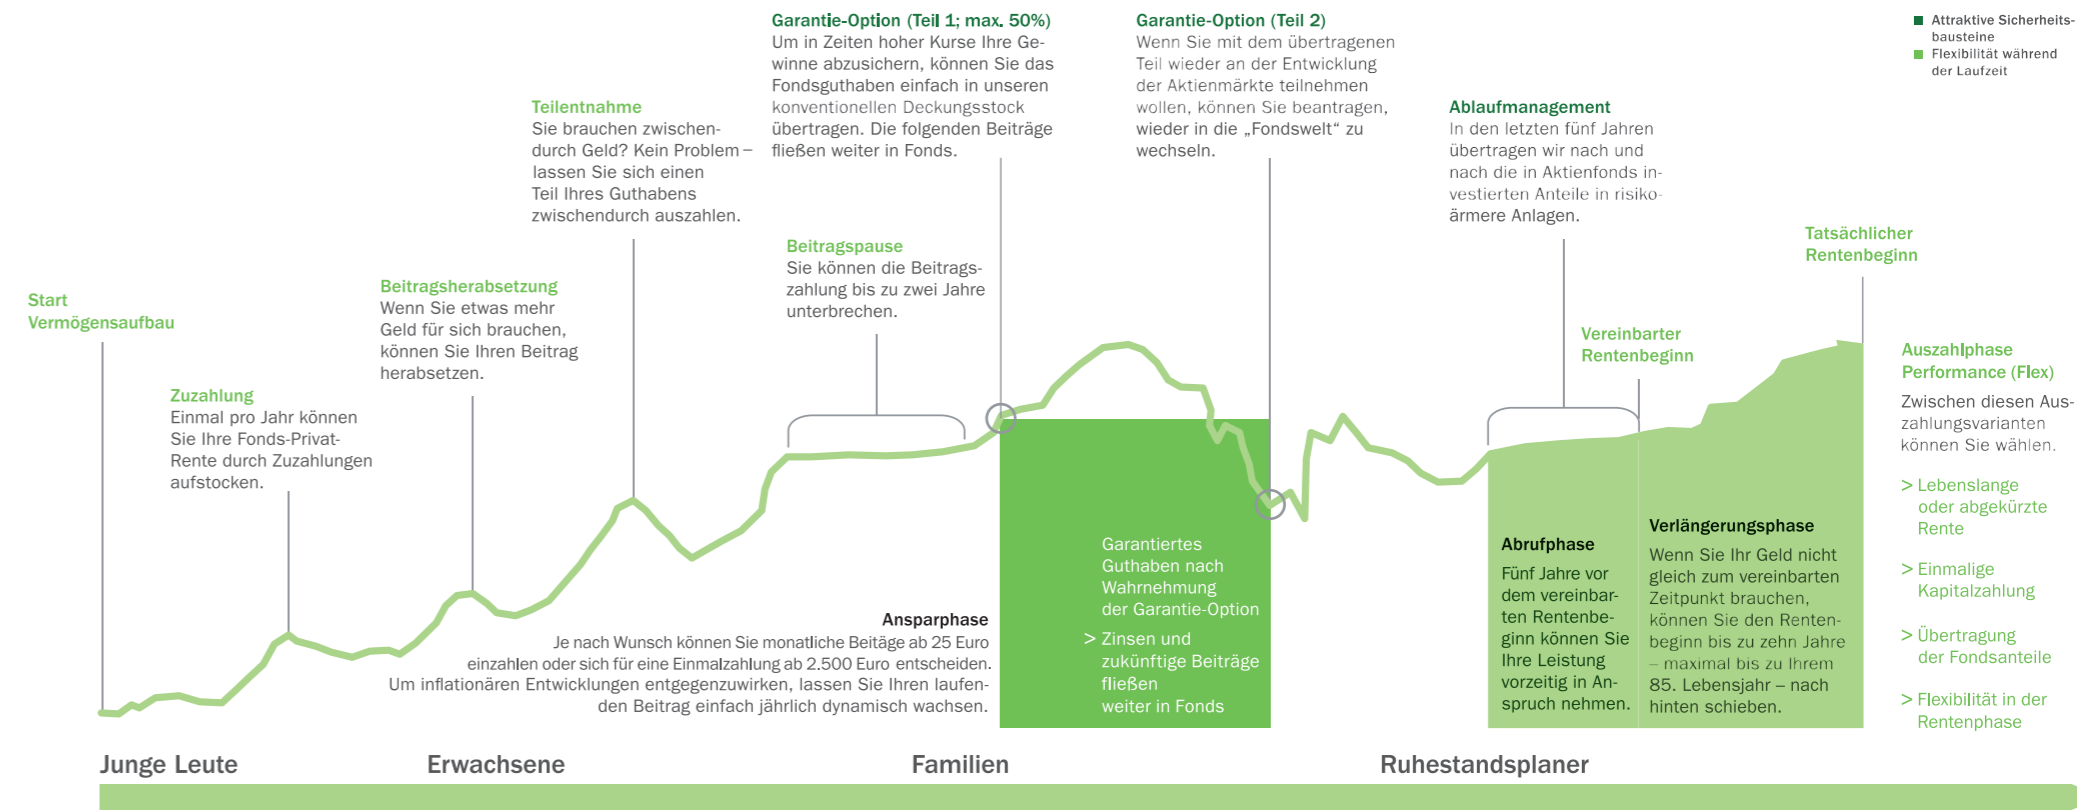 Garantie-Option (Teil 1; max. 50%)
Um in Zeiten hoher Kurse Ihre Ge-
winne abzusichern, können Sie das
Fondsguthaben einfach in unseren
konventionellen Deckungsstock
übertragen. Die folgenden Beiträge
fließen weiter in Fonds.
Garantie-Option (Teil 2)
Wenn Sie mit dem übertragenen
Teil wieder an der Entwicklung
der Aktienmärkte teilnehmen
wollen, können Sie beantragen,
wieder in die „Fondswelt“ zu
wechseln.
Attraktive Sicherheits-
bausteine
Flexibilität während
der Laufzeit
Teilentnahme
Sie brauchen zwischen-
durch Geld? Kein Problem –
lassen Sie sich einen
Teil Ihres Guthabens
zwischendurch auszahlen.
Ablaufmanagement
In den letzten fünf Jahren
übertragen wir nach und
nach die in Aktienfonds in-
vestierten Anteile in risiko-
ärmere Anlagen.
Beitragspause
Sie können die Beitrags-
zahlung bis zu zwei Jahre
unterbrechen.
Tatsächlicher
Rentenbeginn
Start
Vermögensaufbau
Beitragsherabsetzung
Wenn Sie etwas mehr
Geld für sich brauchen,
können Sie Ihren Beitrag
herabsetzen.
Vereinbarter
Rentenbeginn
Zuzahlung
Einmal pro Jahr können
Sie Ihre Fonds-Privat-
Rente durch Zuzahlungen
aufstocken.
Auszahlphase
Performance (Flex)
Zwischen diesen Aus-
zahlungsvarianten
können Sie wählen.
> Lebenslange
oder abgekürzte
Rente
> Einmalige
Kapitalzahlung
> Übertragung
der Fondsanteile
> Flexibilität in der
Rentenphase
Ansparphase
Je nach Wunsch können Sie monatliche Beitäge ab 25 Euro
einzahlen oder sich für eine Einmalzahlung ab 2.500 Euro entscheiden.
Um inflationären Entwicklungen entgegenzuwirken, lassen Sie Ihren laufen-
den Beitrag einfach jährlich dynamisch wachsen.
Garantiertes
Guthaben nach
Wahrnehmung
der Garantie-Option
> Zinsen und
zukünftige Beiträge
fließen
weiter in Fonds
Abrufphase
Fünf Jahre vor
dem vereinbar-
ten Rentenbe-
ginn können Sie
Ihre Leistung
vorzeitig in An-
spruch nehmen.
Verlängerungsphase
Wenn Sie Ihr Geld nicht
gleich zum vereinbarten
Zeitpunkt brauchen,
können Sie den Renten-
beginn bis zu zehn Jahre
– maximal bis zu Ihrem
85. Lebensjahr – nach
hinten schieben.
Junge Leute
Erwachsene
Familien
Ruhestandsplaner